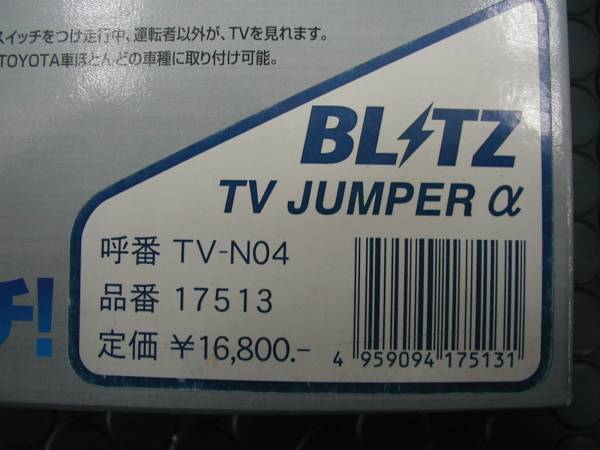 スイッチをつけ走行中、運転者以外が、TVを見れます。
TOYOTA車ほとんどの車種に取り付け可能。
BLITZ
TV JUMPER α
呼番 TV-N04
品番 17513
定価 ¥16,800.-
4 959094 175131
チ!